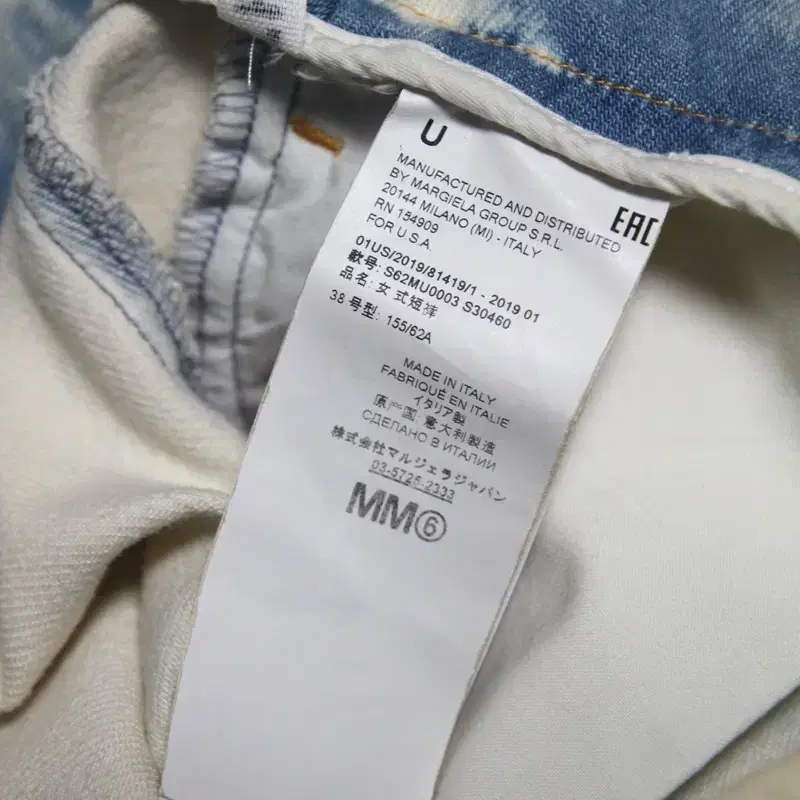 U
MANUFACTURED AND DISTRIBUTED
BY MARGIELA GROUP S.R.L.
20144 MILANO (MI) - ITALY
RN 154909
FOR U.S.A.
EAC
01US/2019/81419/1 - 2019 01
款号: S62MU0003 S30460
品名: 女式短裤
38 号型: 155/62A
MADE IN ITALY
FABRIQUÉ EN ITALIE
イタリア製
原产国: 意大利製造
СДЕЛАНО В ИТАЛИИ
株式会社マルジェラジャパン
03-5725-2333
MM⑥